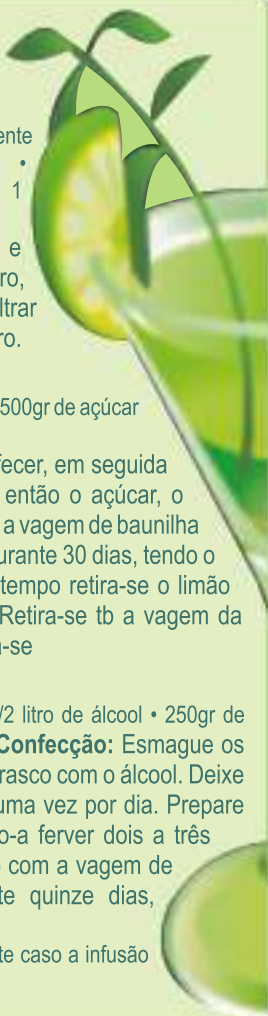 ente
•
1
e
ro,
ltrar
ro.
500gr de açúcar
fecer, em seguida
então o açúcar, o
a vagem de baunilha
urante 30 dias, tendo o
tempo retira-se o limão
Retira-se tb a vagem da
a-se
/2 litro de álcool • 250gr de
Confecção: Esmague os
rasco com o álcool. Deixe
uma vez por dia. Prepare
o-a ferver dois a três
com a vagem de
te quinze dias,
te caso a infusão